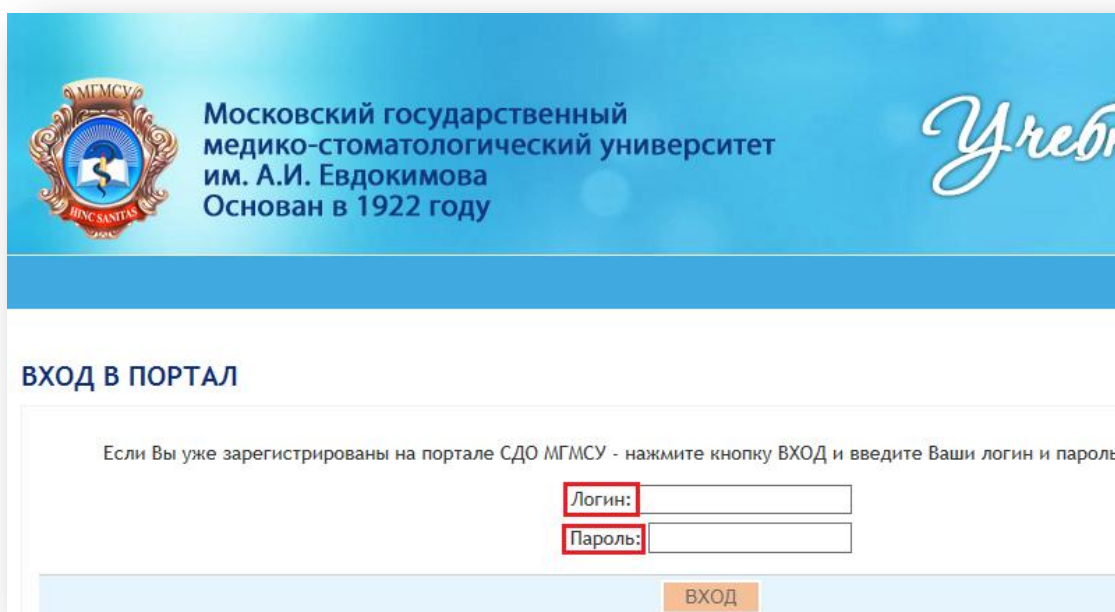 МГМСУ
HINC SANITAS
Московский государственный
медико-стоматологический университет
им. А.И. Евдокимова
Основан в 1922 году
ВХОД В ПОРТАЛ
Если Вы уже зарегистрированы на портале СДО МГМСУ - нажмите кнопку ВХОД и введите Ваши логин и пароль
Логин:
Пароль:
ВХОД